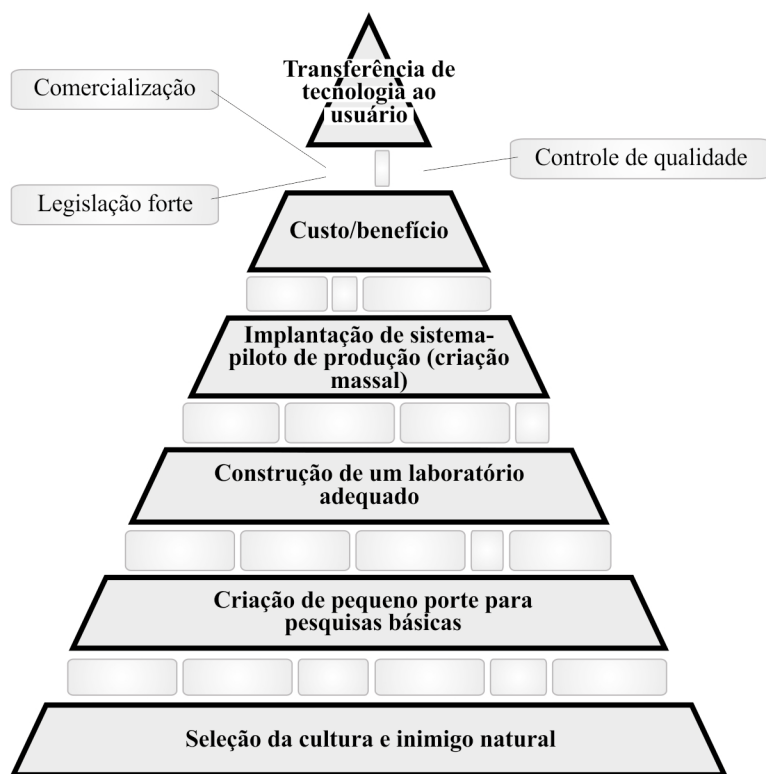 Transferência de
tecnologia ao
usuário
Comercialização
Controle de qualidade
Legislação forte
Custo/benefício
Implantação de sistema-
piloto de produção (criação
massal)
Construção de um laboratório
adequado
Criação de pequeno porte para
pesquisas básicas
Seleção da cultura e inimigo natural